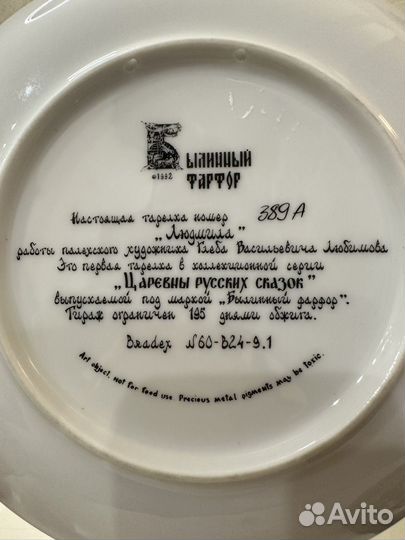 Былинный
©1992 фарфор
Настоящая тарелка номер 389 А
„Людмила"
работы палехского художника Глеба Васильевича Любимова
Это первая тарелка в коллекционной серии
„Царевны русских сказок"
выпускаемой под маркой „Былинный фарфор".
Тираж ограничен 195 днями обжига.
Bradex №60-B24-9.1
Art object, not for food use. Precious metal pigments may be toxic.
Avito